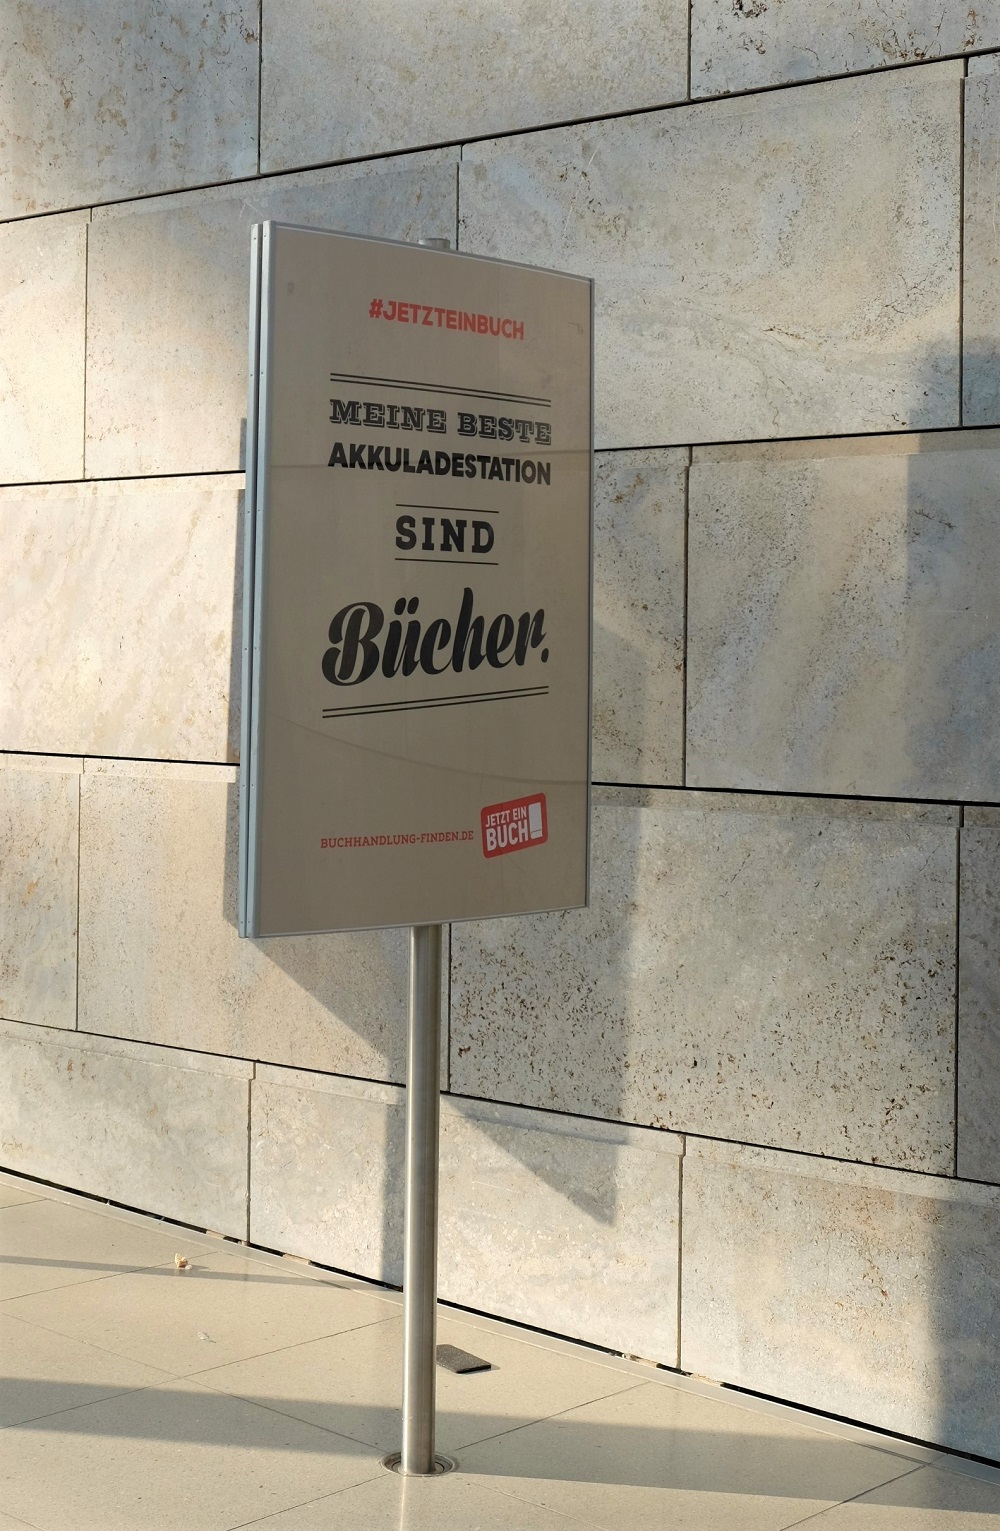 #JETZTEINBUCH
MEINE BESTE
AKKULADESTATION
SIND
Bücher.
BUCHHANDLUNG-FINDEN.DE
JETZT EIN
BUCH!